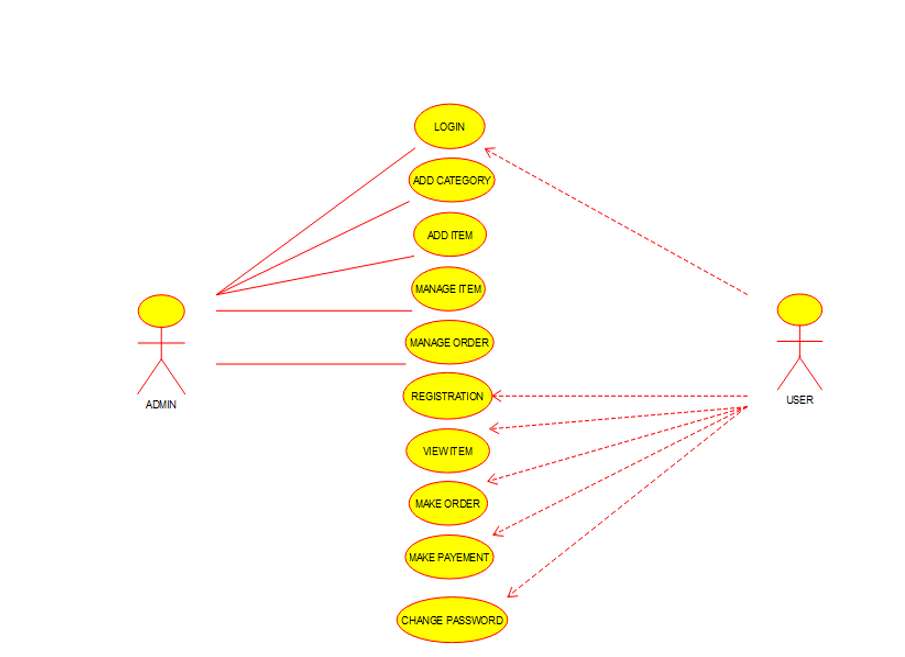 LOGIN
ADD CATEGORY
ADD ITEM
MANAGE ITEM
MANAGE ORDER
REGISTRATION
VIEW ITEM
MAKE ORDER
MAKE PAYEMENT
CHANGE PASSWORD
ADMIN
USER